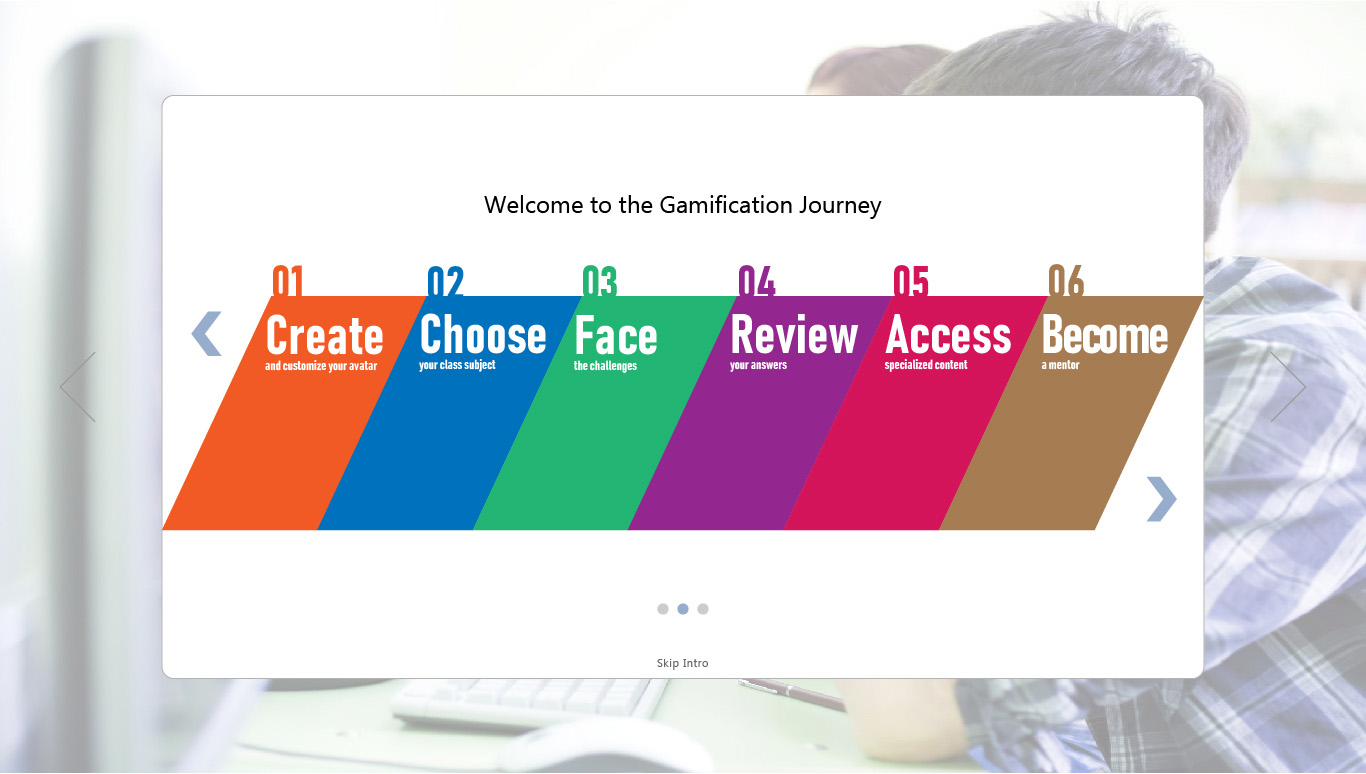 Welcome to the Gamification Journey
01 02 03 04 05 06
Create Choose Face Review Access Become
and customize your avatar your class subject the challenges your answers specialized content a mentor
Skip Intro